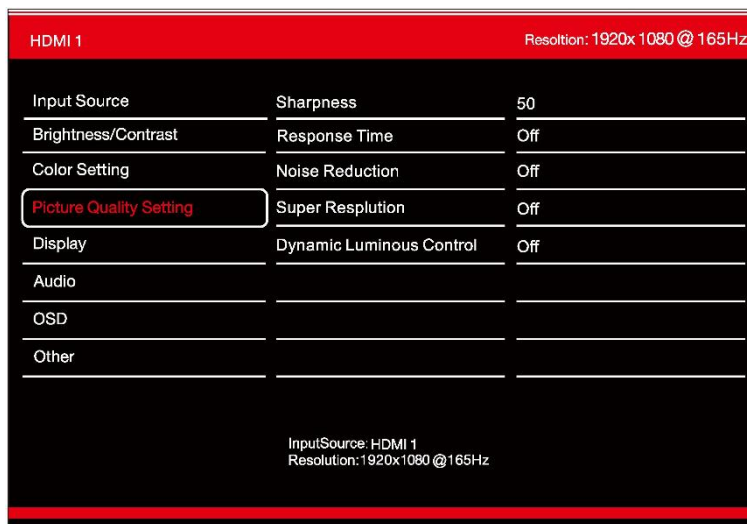 HDMI 1 Resoltion: 1920x 1080 @ 165Hz
Input Source Sharpness 50
Brightness/Contrast Response Time Off
Color Setting Noise Reduction Off
Picture Quality Setting Super Resplution Off
Display Dynamic Luminous Control Off
Audio
OSD
Other
InputSource: HDMI 1
Resolution:1920x1080 @165Hz